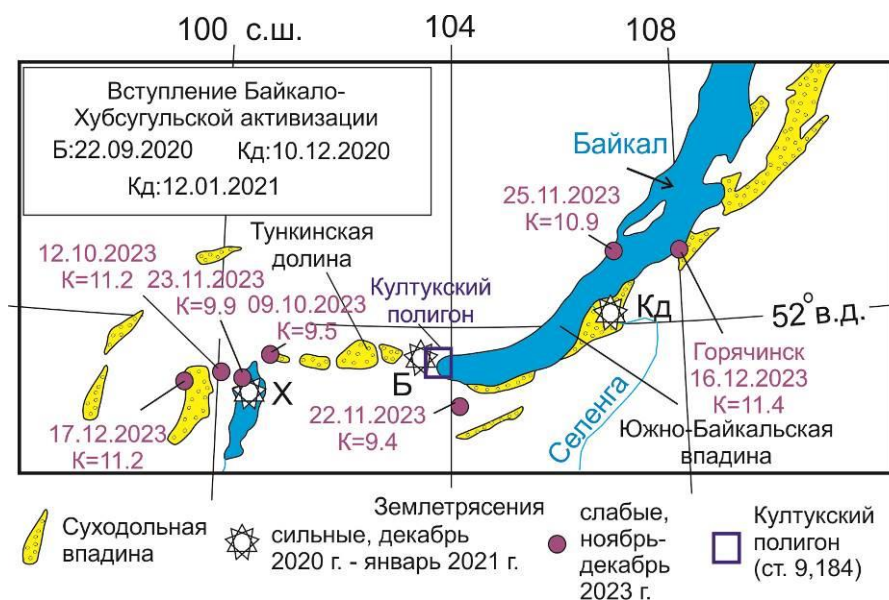 100 с.ш.
104
108
Вступление Байкало-
Хубсугульской активизации
Б:22.09.2020 Кд:10.12.2020
Кд:12.01.2021
Байкал
25.11.2023
К=10.9
12.10.2023
К=11.2
23.11.2023
К=9.9
Тункинская
долина
09.10.2023
К=9.5
Култукский
полигон
Кд
52° в.д.
Х
Б
Горячинск
16.12.2023
К=11.4
22.11.2023
К=9.4
17.12.2023
К=11.2
Селенга
Южно-Байкальская
впадина
Суходольная
впадина
Землетрясения
сильные, декабрь
2020 г. - январь 2021 г.
слабые,
ноябрь-
декабрь
2023 г.
Култукский
полигон
(ст. 9,184)